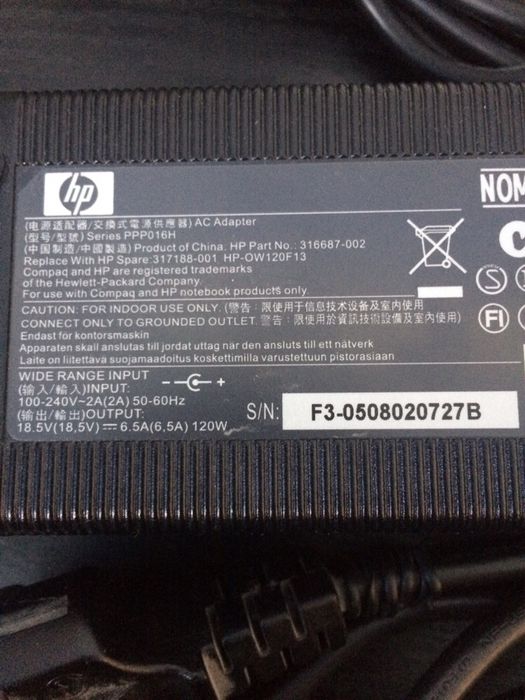 hp
(电源适配器/交換式電源供應器) AC Adapter
(型号/型號) Series PPP016H
(中国制造/中國製造) Product of China. HP Part No.: 316687-002
Replace With HP Spare:317188-001 HP-OW120F13
Compaq and HP are registered trademarks
of the Hewlett-Packard Company.
For use with Compaq and HP notebook products only.
CAUTION: FOR INDOOR USE ONLY. (警告：限使用于信息技术设备及室内使用
CONNECT ONLY TO GROUNDED OUTLET. 警告：限使用於資訊技術設備及室內使用)
Endast for kontorsmaskin
Apparaten skall anslutas till jordat uttag när den ansluts till ett nätverk
Laite on liitettävä suojamaadoitus koskettimilla varustettuun pistorasiaan
WIDE RANGE INPUT
(输入/輸入)INPUT:
100-240V~2A(2A) 50-60Hz
(输出/輸出)OUTPUT:
18.5V(18,5V) ⎓ 6.5A(6,5A) 120W
S/N: F3-0508020727B
NOM
S
FI